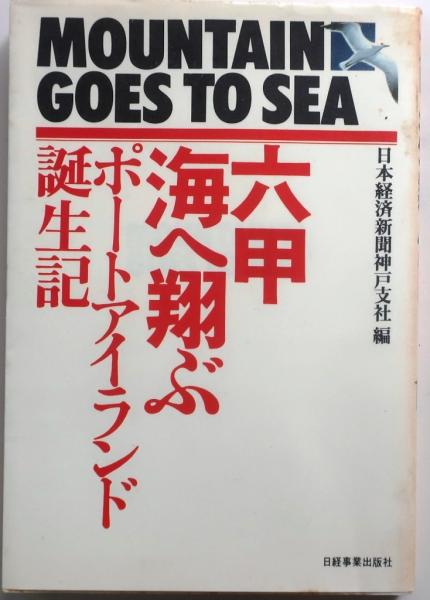 MOUNTAIN
GOES TO SEA
六甲
海へ翔ぶ
ポートアイランド
誕生記
日本経済新聞神戸支社 編
日経事業出版社